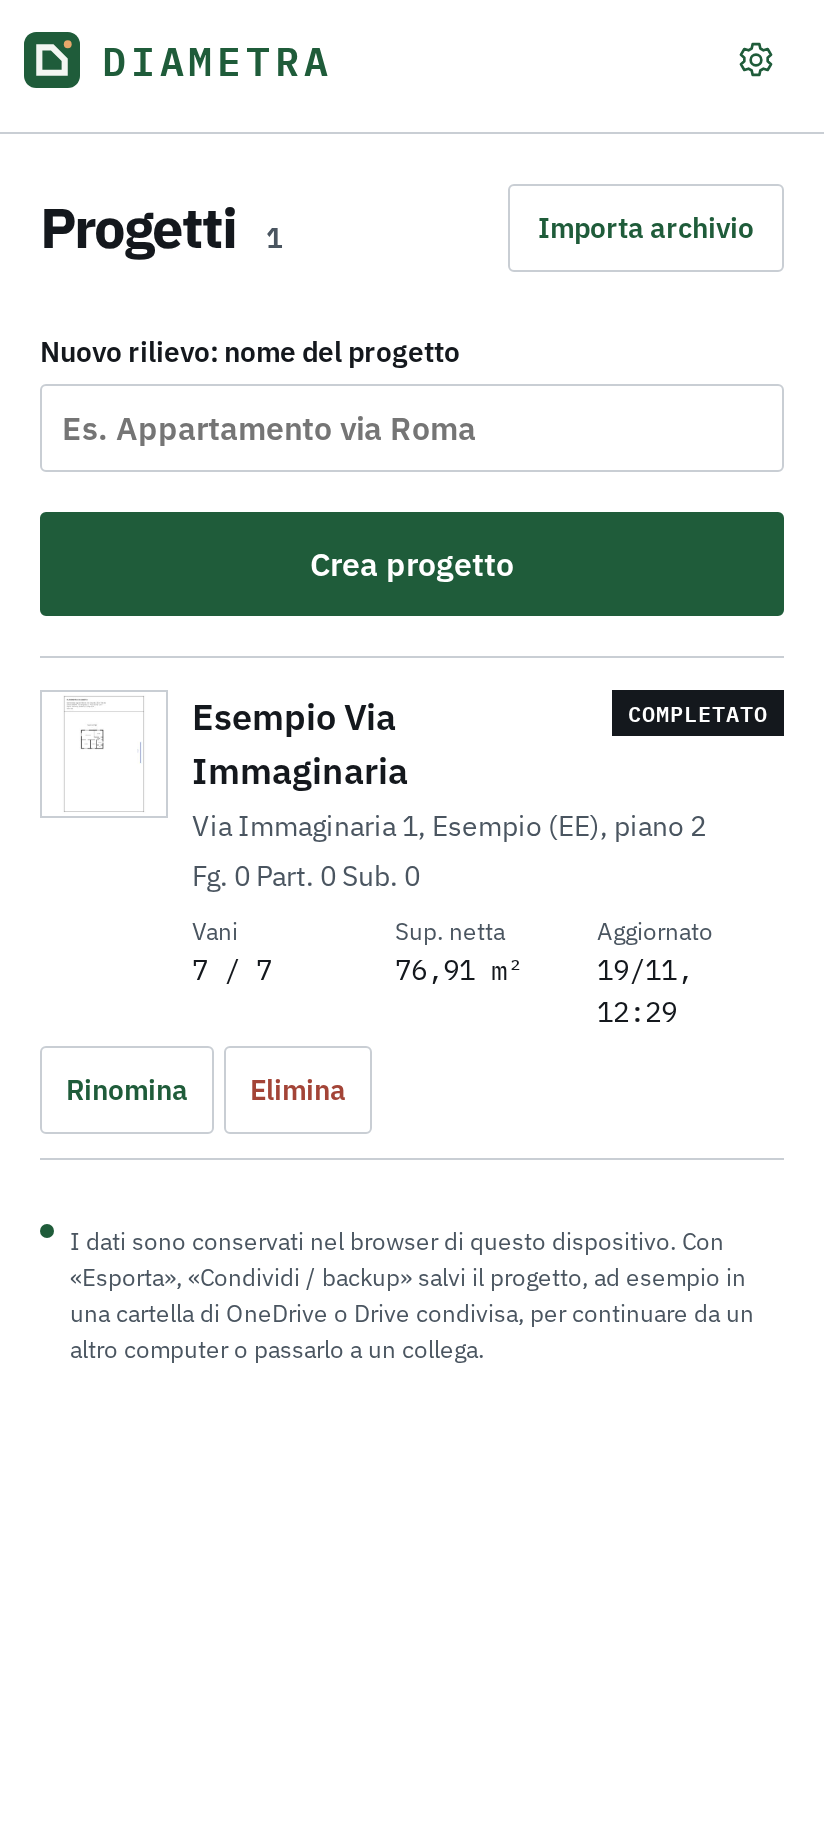 DIAMETRA
Progetti 1
Importa archivio
Nuovo rilievo: nome del progetto
Es. Appartamento via Roma
Crea progetto
Esempio Via
Immaginaria
COMPLETATO
Via Immaginaria 1, Esempio (EE), piano 2
Fg. 0 Part. 0 Sub. 0
Vani
7 / 7
Sup. netta
76,91 m²
Aggiornato
19/11,
12:29
Rinomina
Elimina
I dati sono conservati nel browser di questo dispositivo. Con
«Esporta», «Condividi / backup» salvi il progetto, ad esempio in
una cartella di OneDrive o Drive condivisa, per continuare da un
altro computer o passarlo a un collega.